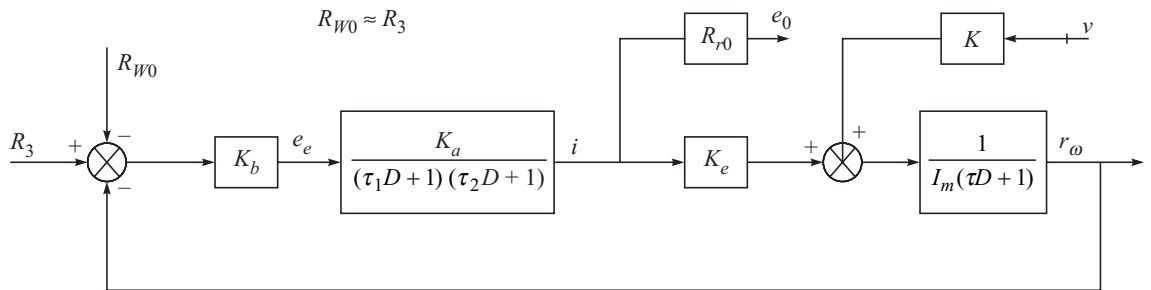 R_{W0} ≈ R_3
R_{W0}
R_{r0}
e_0
K
v
R_3
+
−
−
K_b
e_e
K_a
(τ_1D + 1) (τ_2D + 1)
i
K_e
+
+
1
I_m(τD + 1)
r_ω